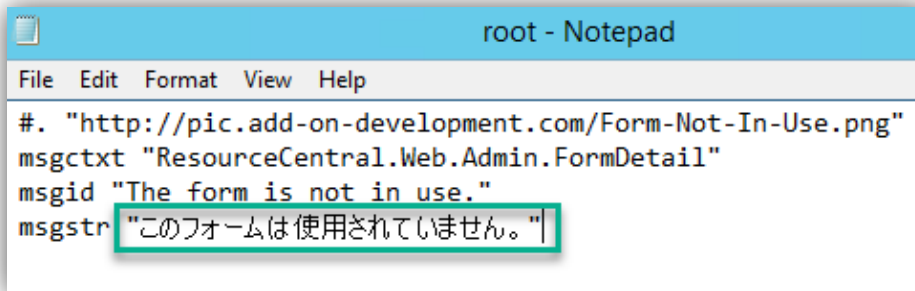 root - Notepad
File Edit Format View Help
#. "http://pic.add-on-development.com/Form-Not-In-Use.png"
msgctxt "ResourceCentral.Web.Admin.FormDetail"
msgid "The form is not in use."
msgstr "このフォームは使用されていません。"